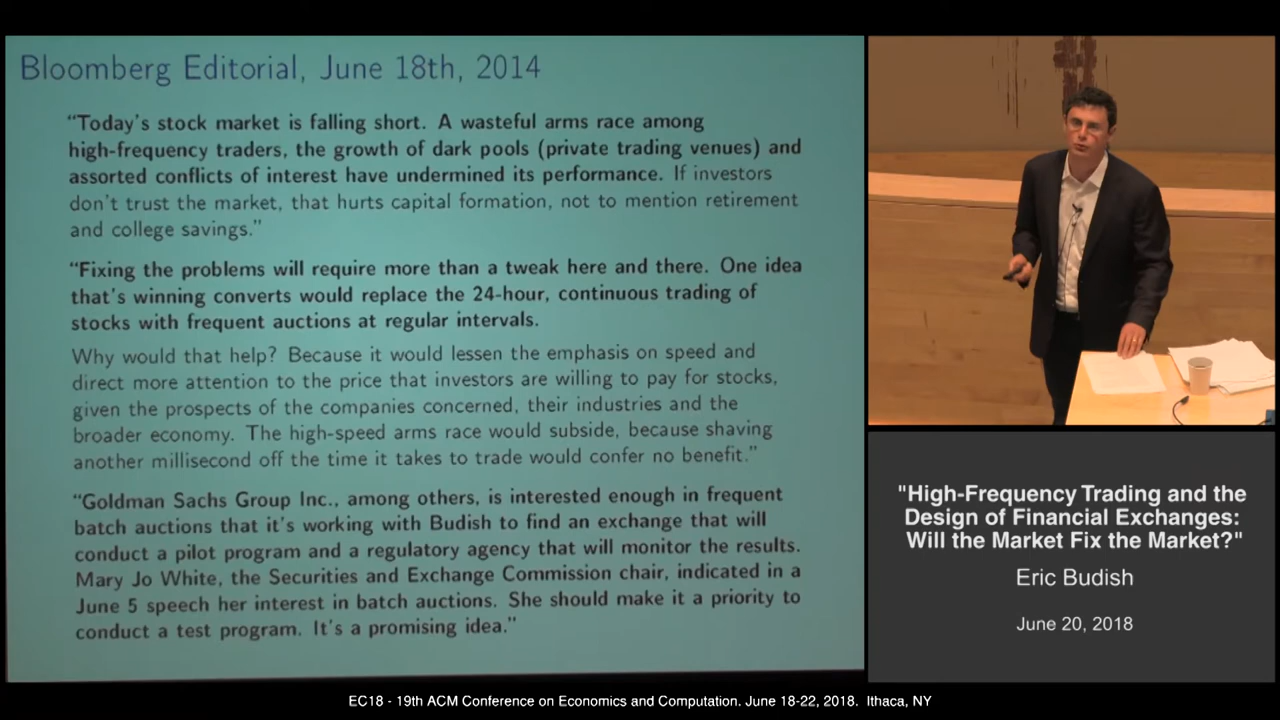 Bloomberg Editorial, June 18th, 2014
“Today's stock market is falling short. A wasteful arms race among
high-frequency traders, the growth of dark pools (private trading venues) and
assorted conflicts of interest have undermined its performance. If investors
don't trust the market, that hurts capital formation, not to mention retirement
and college savings.”
“Fixing the problems will require more than a tweak here and there. One idea
that's winning converts would replace the 24-hour, continuous trading of
stocks with frequent auctions at regular intervals.
Why would that help? Because it would lessen the emphasis on speed and
direct more attention to the price that investors are willing to pay for stocks,
given the prospects of the companies concerned, their industries and the
broader economy. The high-speed arms race would subside, because shaving
another millisecond off the time it takes to trade would confer no benefit.”
“Goldman Sachs Group Inc., among others, is interested enough in frequent
batch auctions that it's working with Budish to find an exchange that will
conduct a pilot program and a regulatory agency that will monitor the results.
Mary Jo White, the Securities and Exchange Commission chair, indicated in a
June 5 speech her interest in batch auctions. She should make it a priority to
conduct a test program. It's a promising idea.”
"High-Frequency Trading and the
Design of Financial Exchanges:
Will the Market Fix the Market?"
Eric Budish
June 20, 2018
EC18 - 19th ACM Conference on Economics and Computation. June 18-22, 2018. Ithaca, NY